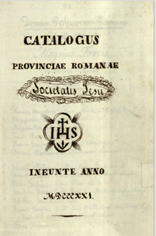 CATALOGUS
PROVINCIAE ROMANAE
Societatis Jesu
IHS
INEUNTE ANNO
MDCCCXXI.